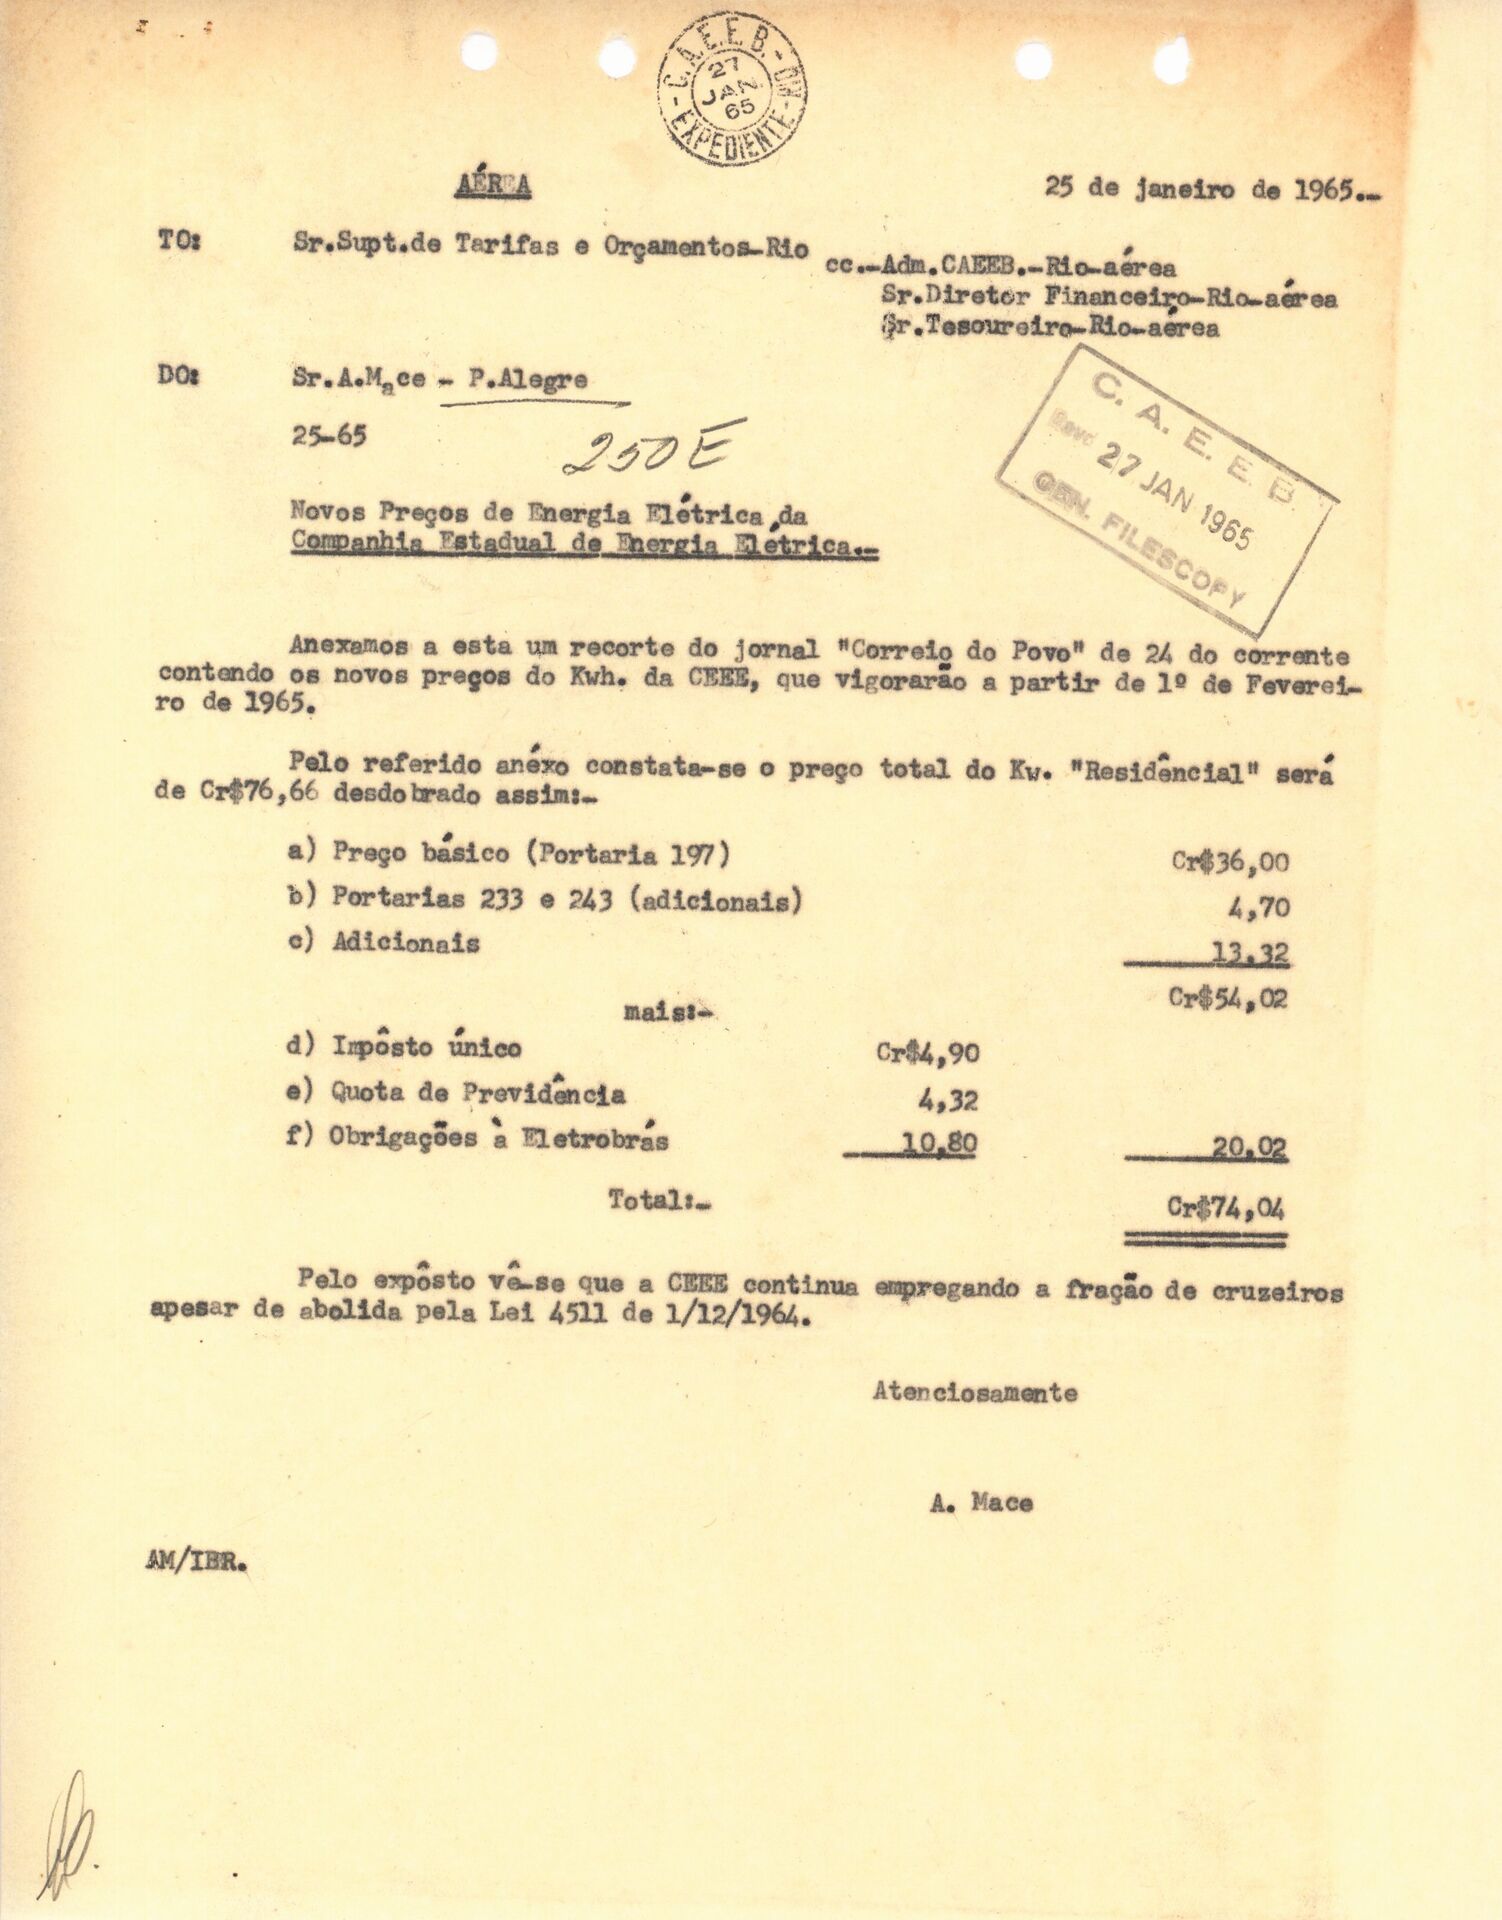 C.A.E.E.B.-DM-
27
JAN
65
-EXPEDIENTE-
AÉREA
25 de janeiro de 1965.-
TO: Sr.Supt.de Tarifas e Orçamentos-Rio
cc.-Adm.CAEEB.-Rio-aérea
Sr.Diretor Financeiro-Rio-aérea
Sr.Tesoureiro-Rio-aérea
DO: Sr.A.Mace - P.Alegre
25-65
250E
C. A. E. E. B.
Recd 27 JAN 1965
GEN. FILESCOPY
Novos Preços de Energia Elétrica da
Companhia Estadual de Energia Elétrica.-
Anexamos a esta um recorte do jornal "Correio do Povo" de 24 do corrente
contendo os novos preços do Kwh. da CEEE, que vigorarão a partir de 1º de Feverei-
ro de 1965.
Pelo referido anéxo constata-se o preço total do Kw. "Residêncial" será
de Cr$76,66 desdobrado assim:-
a) Preço básico (Portaria 197) Cr$36,00
b) Portarias 233 e 243 (adicionais) 4,70
c) Adicionais 13.32
Cr$54,02
mais:-
d) Impôsto único Cr$4,90
e) Quota de Previdência 4,32
f) Obrigações à Eletrobrás 10,80 20.02
Total:- Cr$74,04
Pelo expôsto vê-se que a CEEE continua empregando a fração de cruzeiros
apesar de abolida pela Lei 4511 de 1/12/1964.
Atenciosamente
A. Mace
AM/IBR.